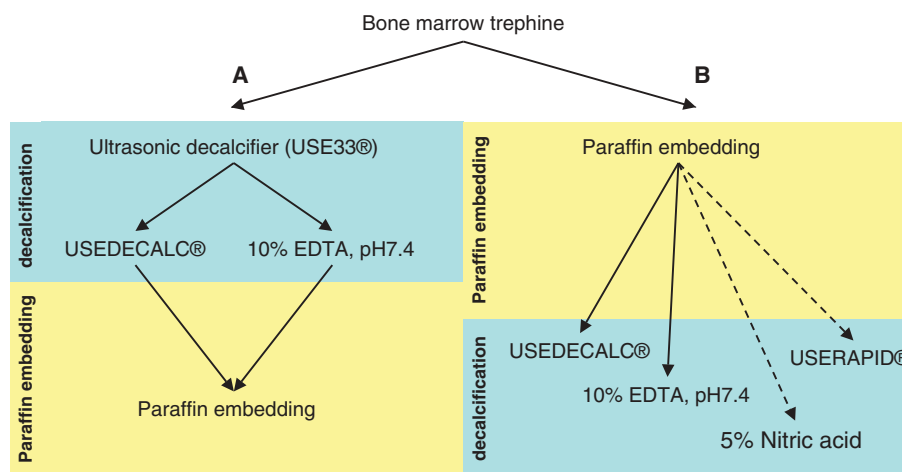 Bone marrow trephine
A
B
decalcification
Ultrasonic decalcifier (USE33®)
USEDECALC®
10% EDTA, pH7.4
Paraffin embedding
Paraffin embedding
Paraffin embedding
Paraffin embedding
decalcification
USEDECALC®
10% EDTA, pH7.4
5% Nitric acid
USERAPID®